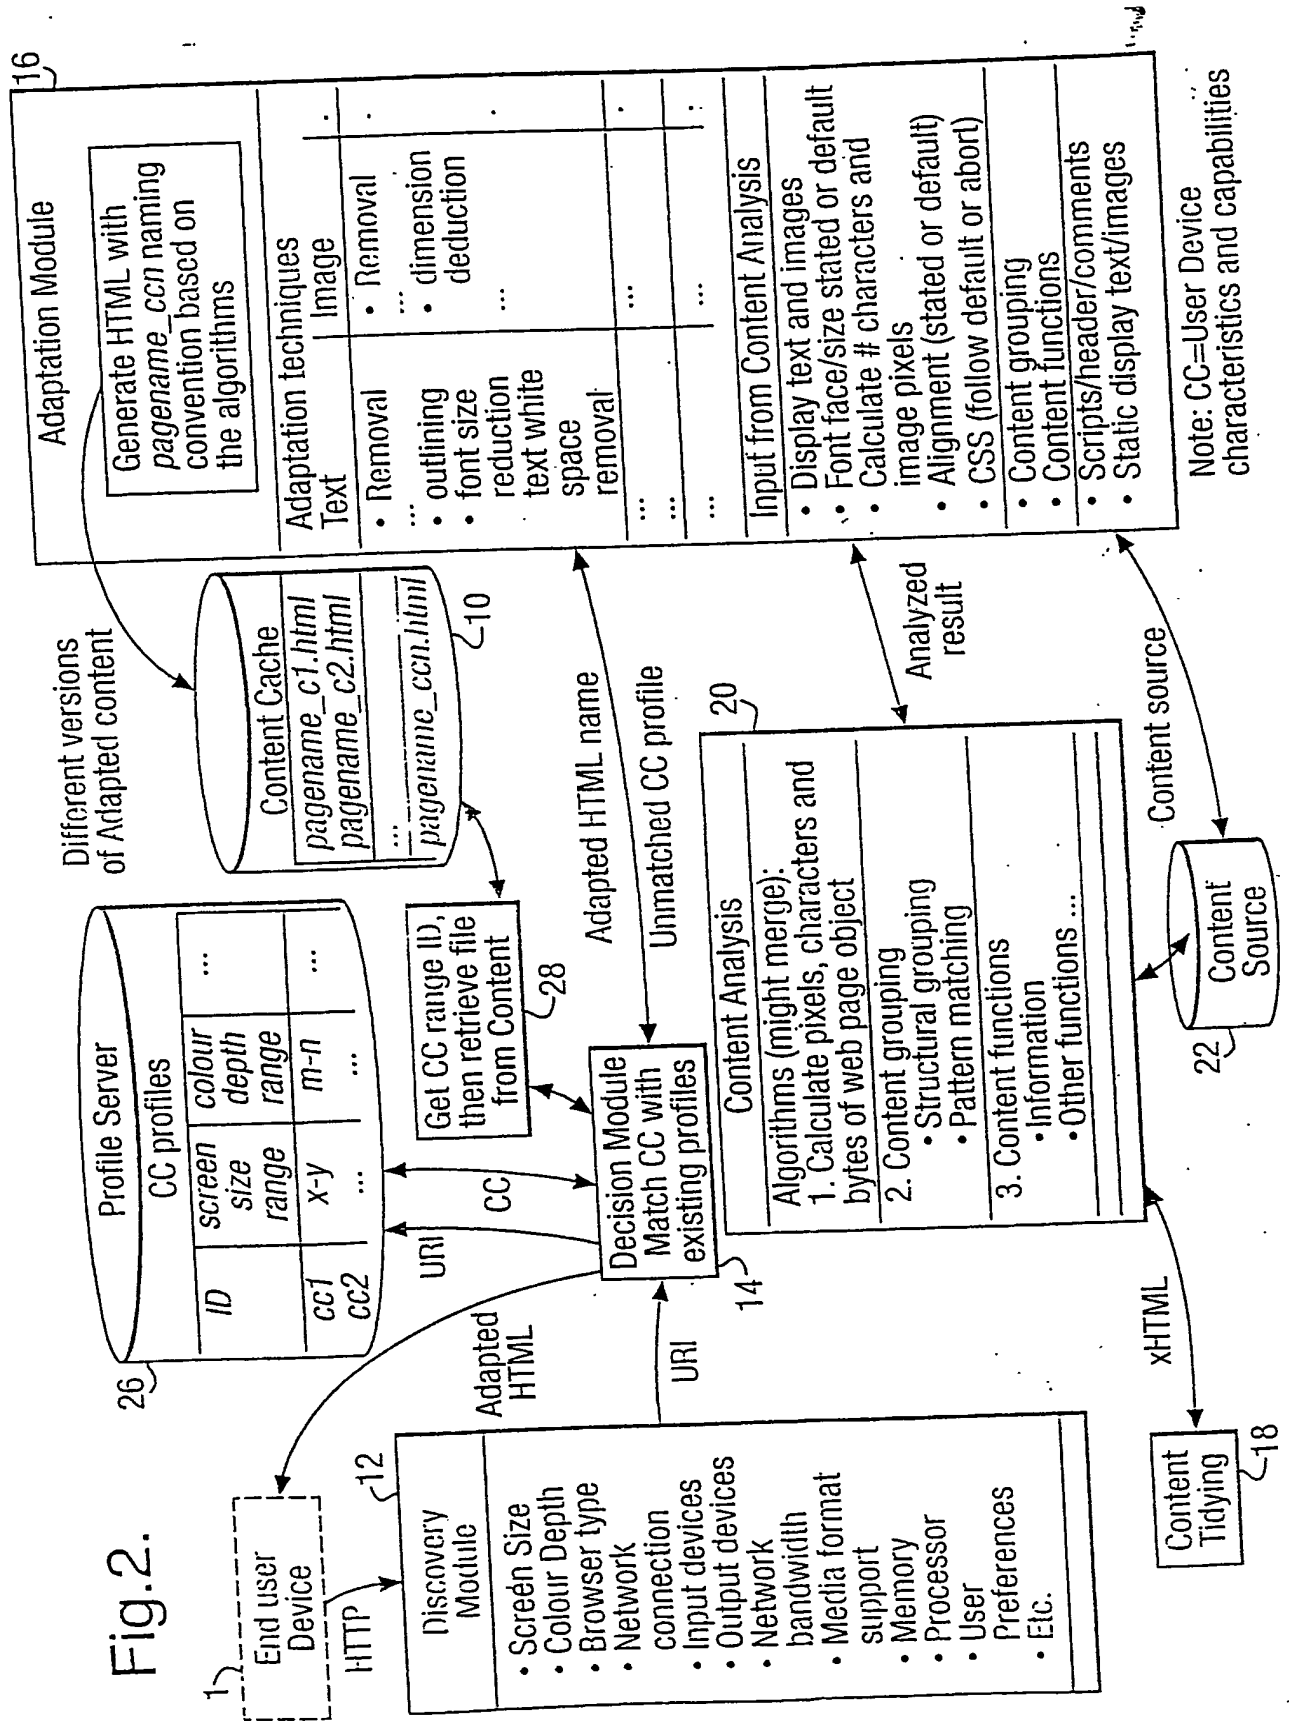 Fig.2.
1
End user
Device
HTTP
12
Discovery
Module
• Screen Size
• Colour Depth
• Browser type
• Network
connection
• Input devices
• Output devices
• Network
bandwidth
• Media format
support
• Memory
• Processor
• User
Preferences
• Etc.
Adapted
HTML
URI
26
Profile Server
CC profiles
ID
screen
size
range
colour
depth
range
...
cc1
x-y
m-n
...
cc2
...
...
URI
CC
Decision Module
Match CC with
existing profiles
14
Get CC range ID,
then retrieve file
from Content
28
Different versions
of Adapted content
Content Cache
pagename_c1.html
pagename_c2.html
...
pagename_ccn.html
10
Adapted HTML name
Unmatched CC profile
20
Content Analysis
Algorithms (might merge):
1. Calculate pixels, characters and
bytes of web page object
2. Content grouping
• Structural grouping
• Pattern matching
3. Content functions
• Information
• Other functions ...
Analyzed
result
xHTML
Content
Tidying
18
Content
Source
22
Content source
16
Adaptation Module
Generate HTML with
pagename_ccn naming
convention based on
the algorithms
Adaptation techniques
Text
Image
• Removal
...
• outlining
• font size
reduction
text white
space
removal
• Removal
...
• dimension
deduction
...
...
...
...
...
...
Input from Content Analysis
• Display text and images
• Font face/size stated or default
• Calculate # characters and
image pixels
• Alignment (stated or default)
• CSS (follow default or abort)
• Content grouping
• Content functions
• Scripts/header/comments
• Static display text/images
Note: CC=User Device
characteristics and capabilities